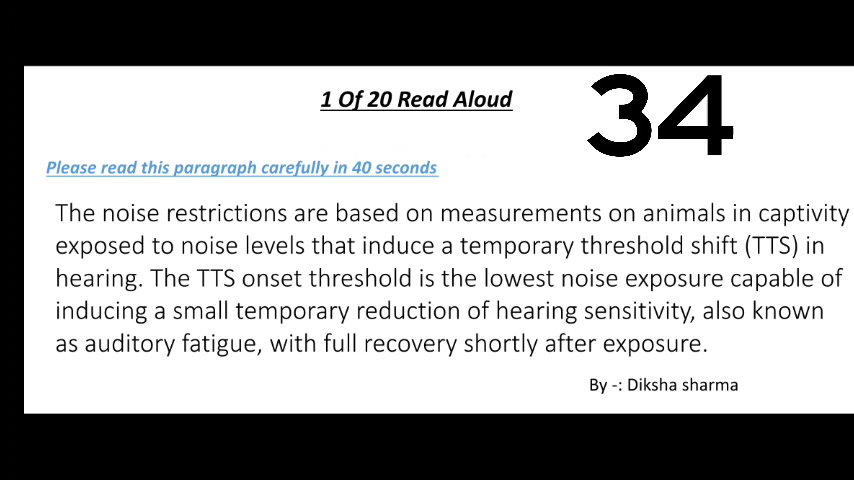 1 Of 20 Read Aloud
34
Please read this paragraph carefully in 40 seconds
The noise restrictions are based on measurements on animals in captivity
exposed to noise levels that induce a temporary threshold shift (TTS) in
hearing. The TTS onset threshold is the lowest noise exposure capable of
inducing a small temporary reduction of hearing sensitivity, also known
as auditory fatigue, with full recovery shortly after exposure.
By -: Diksha sharma